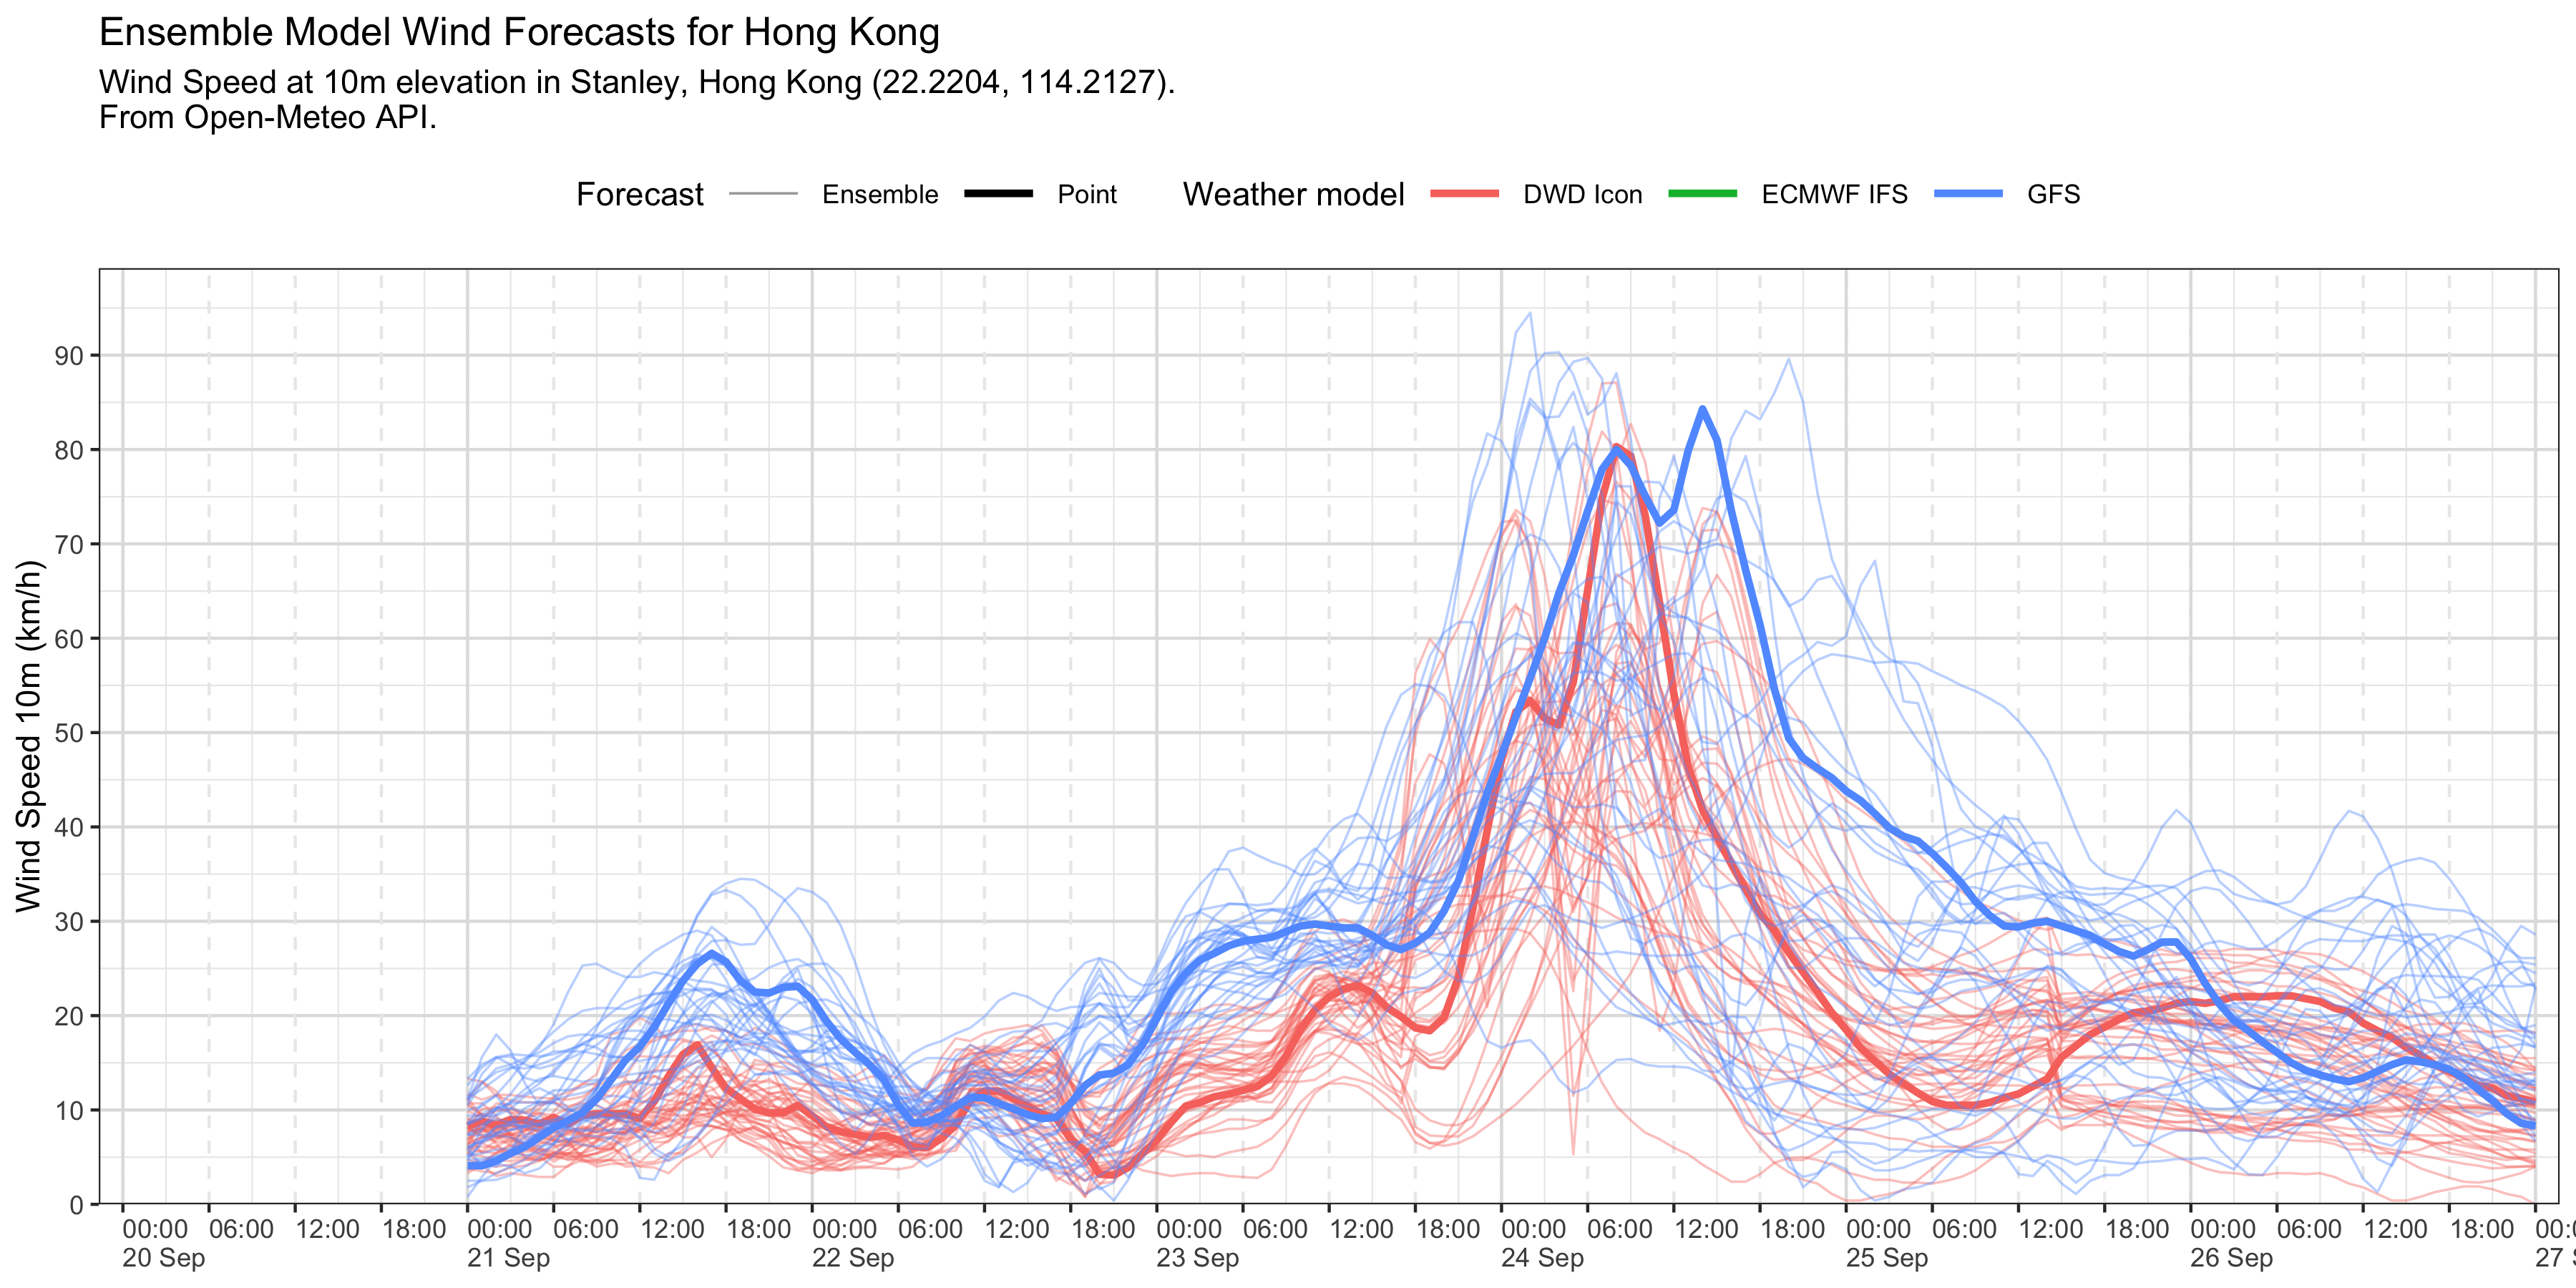 Ensemble Model Wind Forecasts for Hong Kong
Wind Speed at 10m elevation in Stanley, Hong Kong (22.2204, 114.2127).
From Open-Meteo API.
Forecast Ensemble Point Weather model DWD Icon ECMWF IFS GFS
Wind Speed 10m (km/h)
90
80
70
60
50
40
30
20
10
0
00:00 06:00 12:00 18:00 00:00 06:00 12:00 18:00 00:00 06:00 12:00 18:00 00:00 06:00 12:00 18:00 00:00 06:00 12:00 18:00 00:00 06:00 12:00 18:00 00:00 06:00 12:00 18:00
20 Sep 21 Sep 22 Sep 23 Sep 24 Sep 25 Sep 26 Sep 27